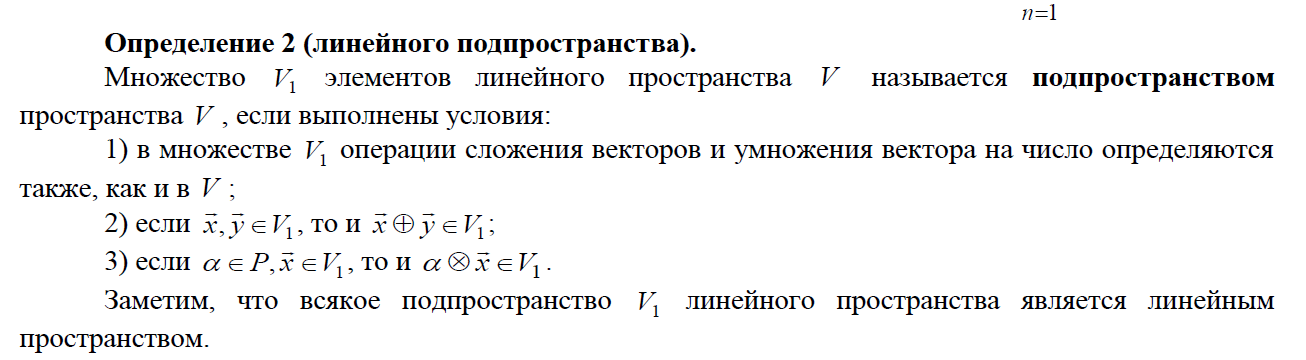 n=1
Определение 2 (линейного подпространства).
Множество V₁ элементов линейного пространства V называется подпространством
пространства V , если выполнены условия:
1) в множестве V₁ операции сложения векторов и умножения вектора на число определяются
также, как и в V ;
2) если x⃗, y⃗ ∈ V₁, то и x⃗ ⊕ y⃗ ∈ V₁;
3) если α ∈ P, x⃗ ∈ V₁, то и α ⊗ x⃗ ∈ V₁.
Заметим, что всякое подпространство V₁ линейного пространства является линейным
пространством.